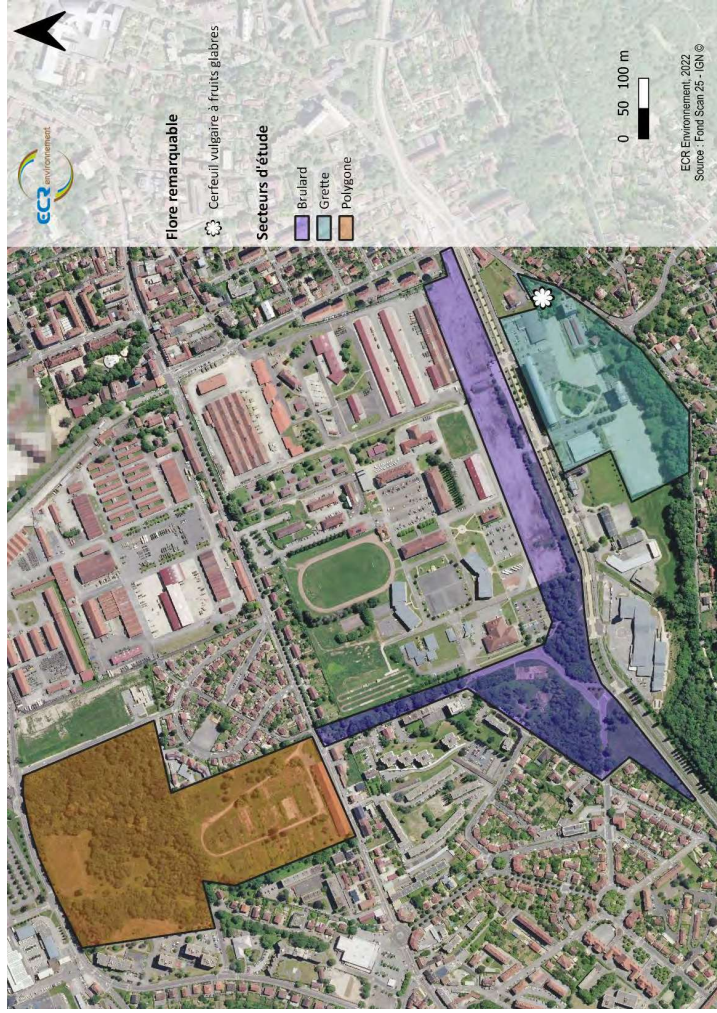 ECR environnement
Flore remarquable
Cerfeuil vulgaire à fruits glabres
Secteurs d'étude
Brulard
Grette
Polygone
0 50 100 m
ECR Environnement, 2022
Source : Fond Scan 25 - IGN ©